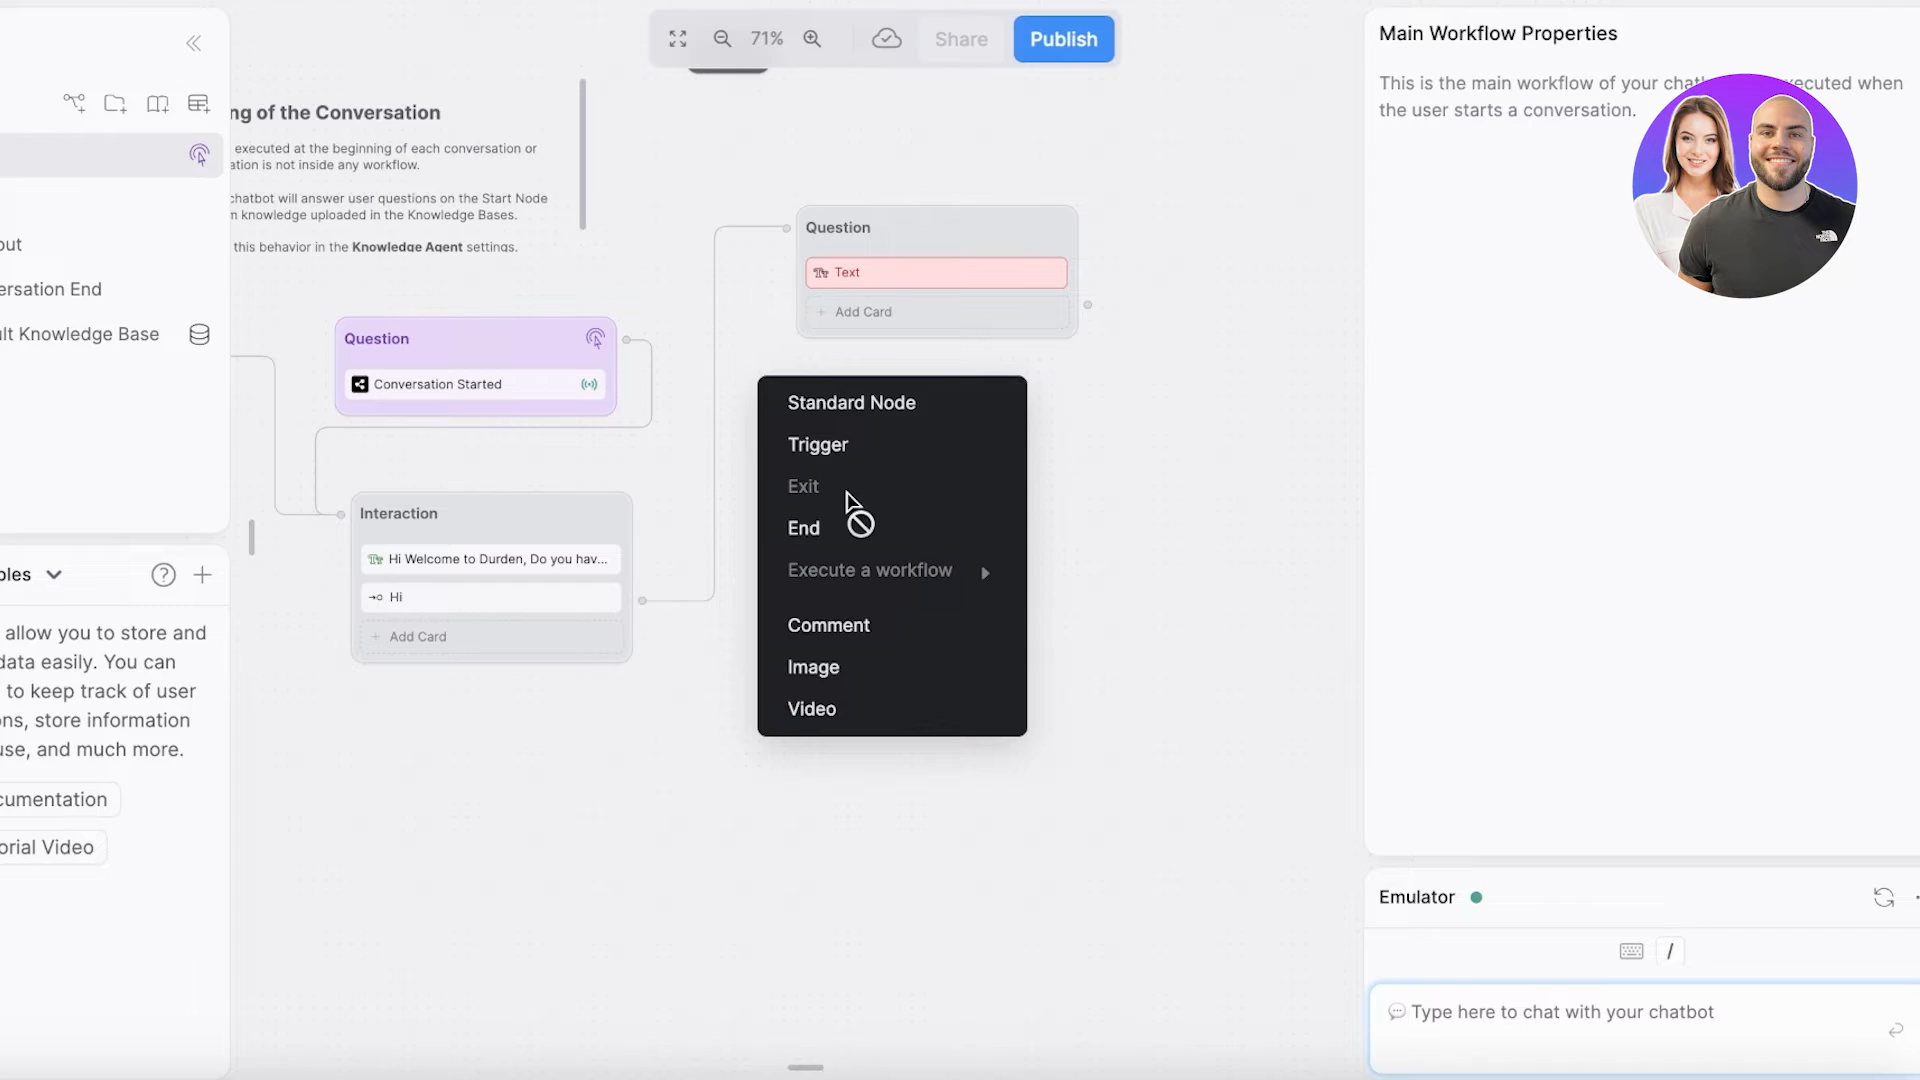 71%
Share
Publish
Main Workflow Properties
This is the main workflow of your
the user starts a conversation.
ng of the Conversation
executed at the beginning of each conversation or
ation is not inside any workflow.
chatbot will answer user questions on the Start Node
knowledge uploaded in the Knowledge Bases.
this behavior in the Knowledge Agent settings.
out
ersation End
ult Knowledge Base
Question
Conversation Started
Interaction
Hi Welcome to Durden, Do you hav...
Hi
+ Add Card
Question
Text
+ Add Card
Standard Node
Trigger
Exit
End
Execute a workflow
Comment
Image
Video
bles
?
allow you to store and
data easily. You can
to keep track of user
ns, store information
use, and much more.
cumentation
orial Video
Emulator
/
Type here to chat with your chatbot
THE NORTH FACE